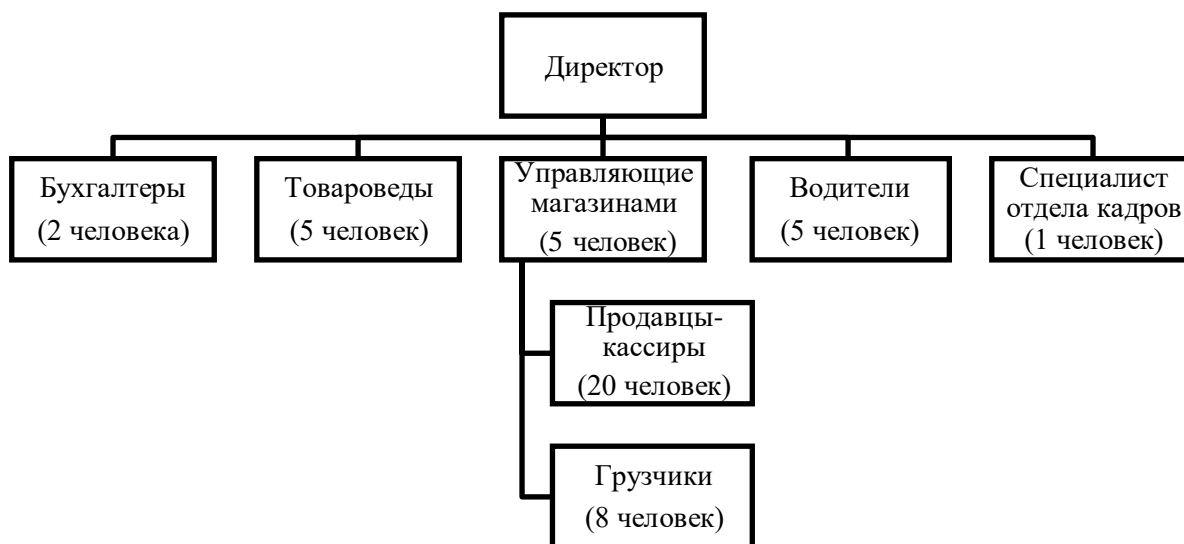 Директор
Бухгалтеры
(2 человека)
Товароведы
(5 человек)
Управляющие
магазинами
(5 человек)
Водители
(5 человек)
Специалист
отдела кадров
(1 человек)
Продавцы-
кассиры
(20 человек)
Грузчики
(8 человек)